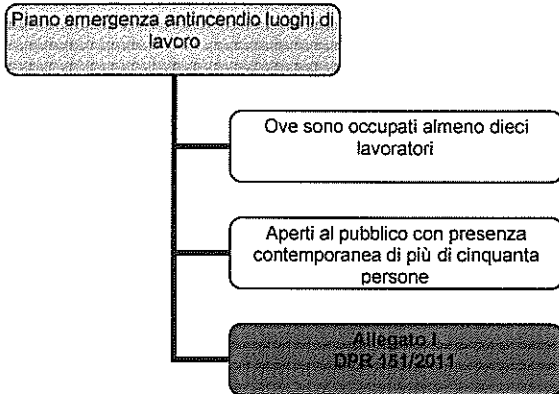 Piano emergenza antincendio luoghi di
lavoro
Ove sono occupati almeno dieci
lavoratori
Aperti al pubblico con presenza
contemporanea di più di cinquanta
persone
Allegato I
DPR 151/2011